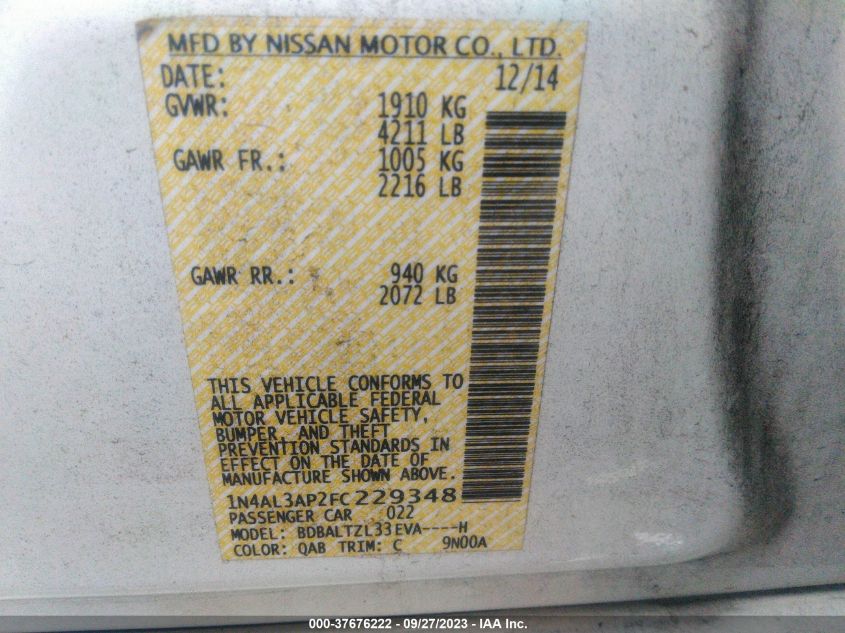 MFD BY NISSAN MOTOR CO., LTD.
DATE: 12/14
GVWR: 1910 KG
4211 LB
GAWR FR.: 1005 KG
2216 LB
GAWR RR.: 940 KG
2072 LB
THIS VEHICLE CONFORMS TO
ALL APPLICABLE FEDERAL
MOTOR VEHICLE SAFETY,
BUMPER, AND THEFT
PREVENTION STANDARDS IN
EFFECT ON THE DATE OF
MANUFACTURE SHOWN ABOVE.
1N4AL3AP2FC229348
PASSENGER CAR 022
MODEL: BDBALTZL33EVA----H
COLOR: QAB TRIM: C 9N00A
000-37676222 - 09/27/2023 - IAA Inc.